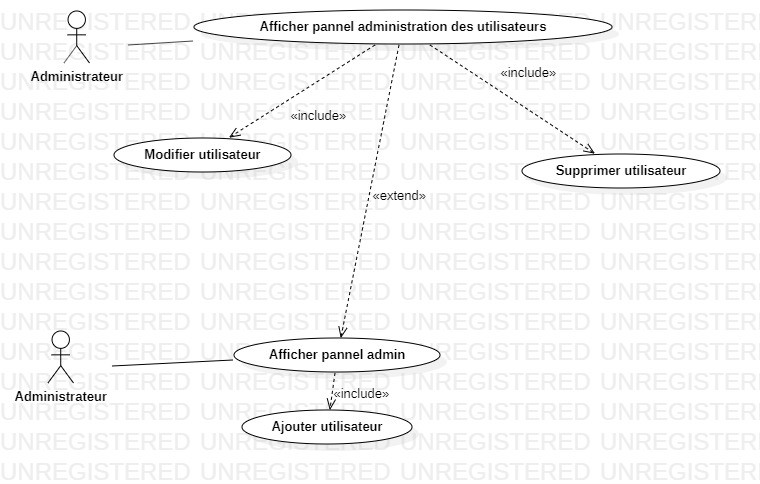 Afficher pannel administration des utilisateurs
Administrateur
«include»
«include»
Modifier utilisateur
Supprimer utilisateur
«extend»
Afficher pannel admin
Administrateur
«include»
Ajouter utilisateur
UNREGISTERED UNREGISTERED UNREGISTERED UNREGISTERED